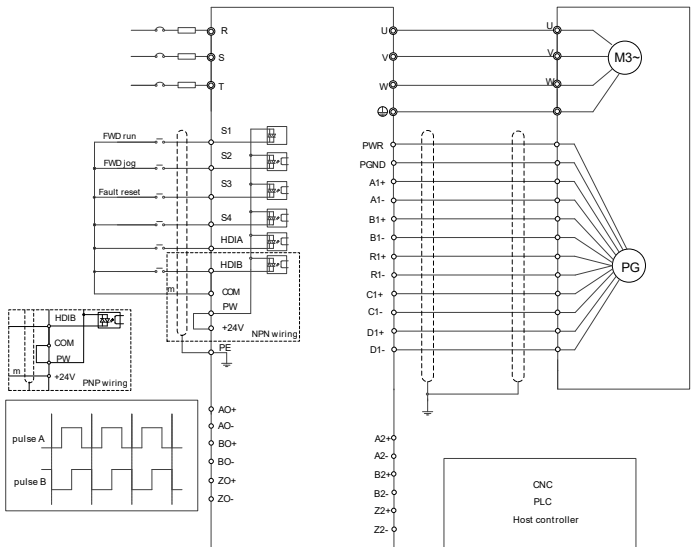 R
S
T
U
V
W
U
V
W
M3~
S1
FWD run
S2
FWD jog
S3
Fault reset
S4
HDIA
HDIB
COM
m
PW
+24V
NPN wiring
PE
PWR
PGND
A1+
A1-
B1+
B1-
R1+
R1-
C1+
C1-
D1+
D1-
PG
HDIB
COM
PW
m
+24V
PNP wiring
pulse A
pulse B
AO+
AO-
BO+
BO-
ZO+
ZO-
A2+
A2-
B2+
B2-
Z2+
Z2-
CNC
PLC
Host controller